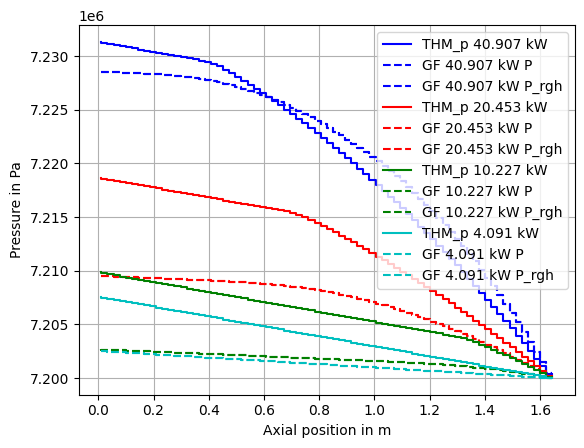 1e6
7.230
7.225
7.220
7.215
7.210
7.205
7.200
Pressure in Pa
THM_p 40.907 kW
GF 40.907 kW P
GF 40.907 kW P_rgh
THM_p 20.453 kW
GF 20.453 kW P
GF 20.453 kW P_rgh
THM_p 10.227 kW
GF 10.227 kW P
GF 10.227 kW P_rgh
THM_p 4.091 kW
GF 4.091 kW P
GF 4.091 kW P_rgh
0.0 0.2 0.4 0.6 0.8 1.0 1.2 1.4 1.6
Axial position in m